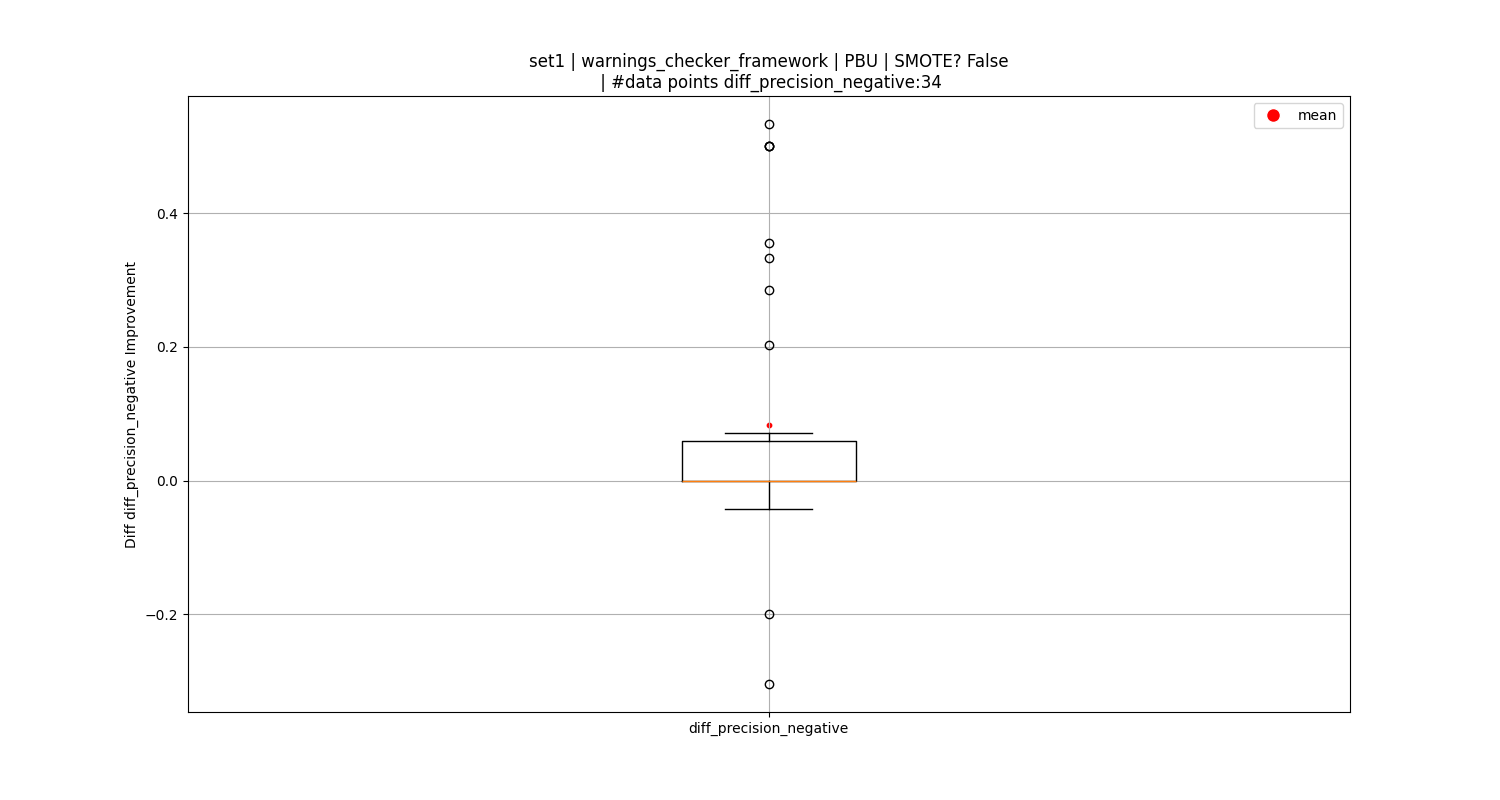 set1 | warnings_checker_framework | PBU | SMOTE? False
| #data points diff_precision_negative:34
mean
0.4
0.2
0.0
−0.2
Diff diff_precision_negative Improvement
diff_precision_negative